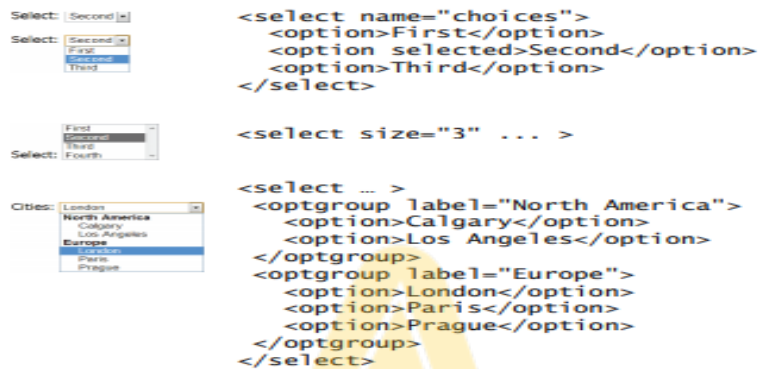 Select: Second
<select name="choices">
<option>First</option>
<option selected>Second</option>
<option>Third</option>
</select>
Select: Second
First
Second
Third
First
Second
Third
Select: Fourth
<select size="3" ... >
Cities: London
North America
Calgary
Los Angeles
Europe
London
Paris
Prague
<select … >
<optgroup label="North America">
<option>Calgary</option>
<option>Los Angeles</option>
</optgroup>
<optgroup label="Europe">
<option>London</option>
<option>Paris</option>
<option>Prague</option>
</optgroup>
</select>